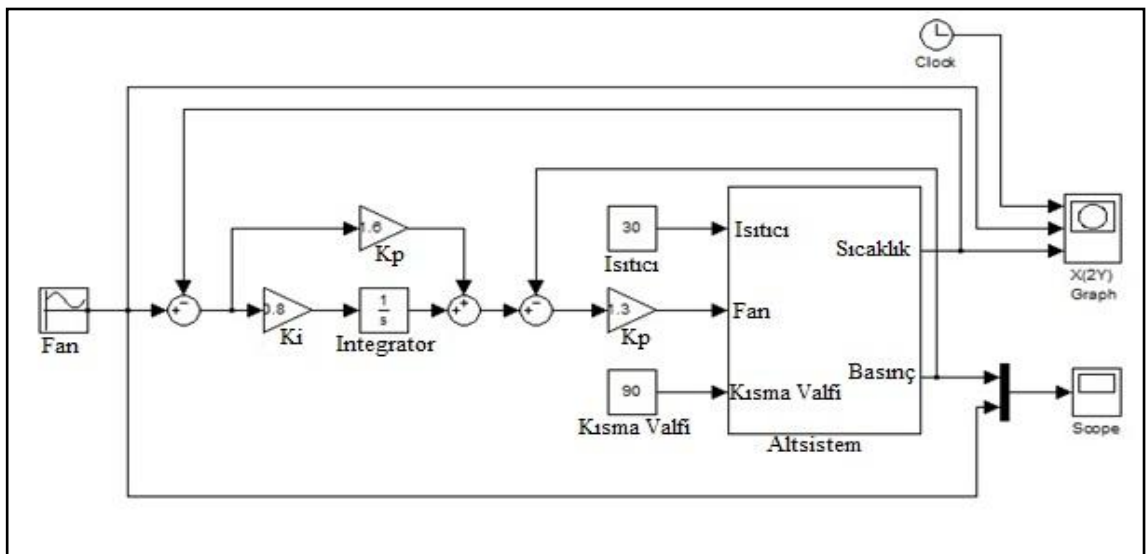 Clock
30
Isıtıcı
Isıtıcı
Sıcaklık
X(2Y)
Graph
1.6
Kp
+
-
0.8
Ki
1
s
Integrator
+
+
+
-
1.3
Kp
Fan
Fan
90
Kısma Valfi
Kısma Valfi
Basınç
Altsistem
Scope